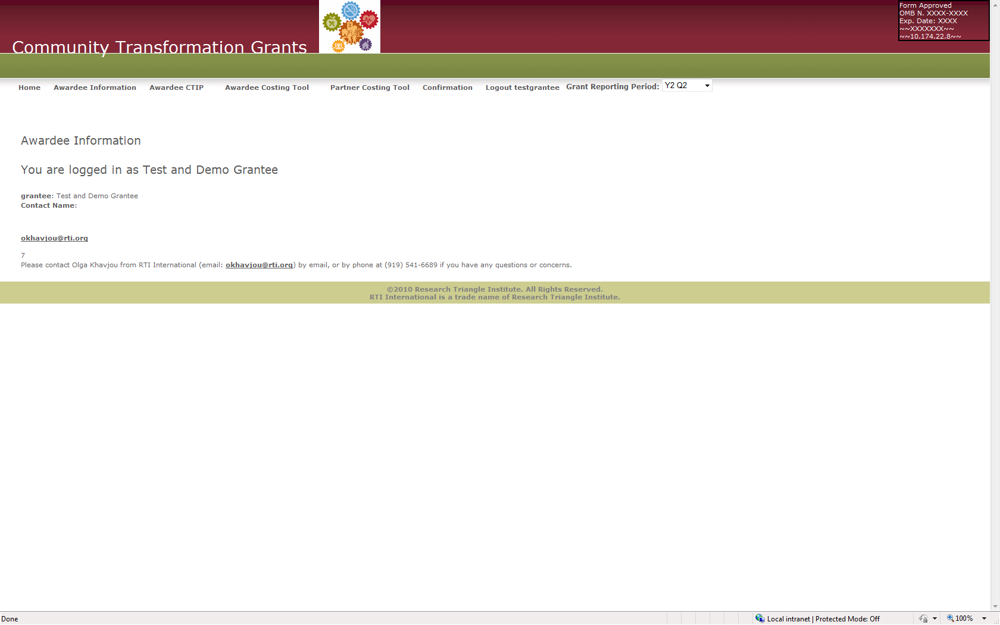 Form Approved
OMB N. XXXX-XXXX
Exp. Date: XXXX
~~XXXXXXX~~
~~10.174.22.8~~
Community Transformation Grants
Home Awardee Information Awardee CTIP Awardee Costing Tool Partner Costing Tool Confirmation Logout testgrantee Grant Reporting Period: Y2 Q2
Awardee Information
You are logged in as Test and Demo Grantee
grantee: Test and Demo Grantee
Contact Name:
okhavjou@rti.org
7
Please contact Olga Khavjou from RTI International (email: okhavjou@rti.org) by email, or by phone at (919) 541-6689 if you have any questions or concerns.
©2010 Research Triangle Institute. All Rights Reserved.
RTI International is a trade name of Research Triangle Institute.
Done Local intranet | Protected Mode: Off 100%